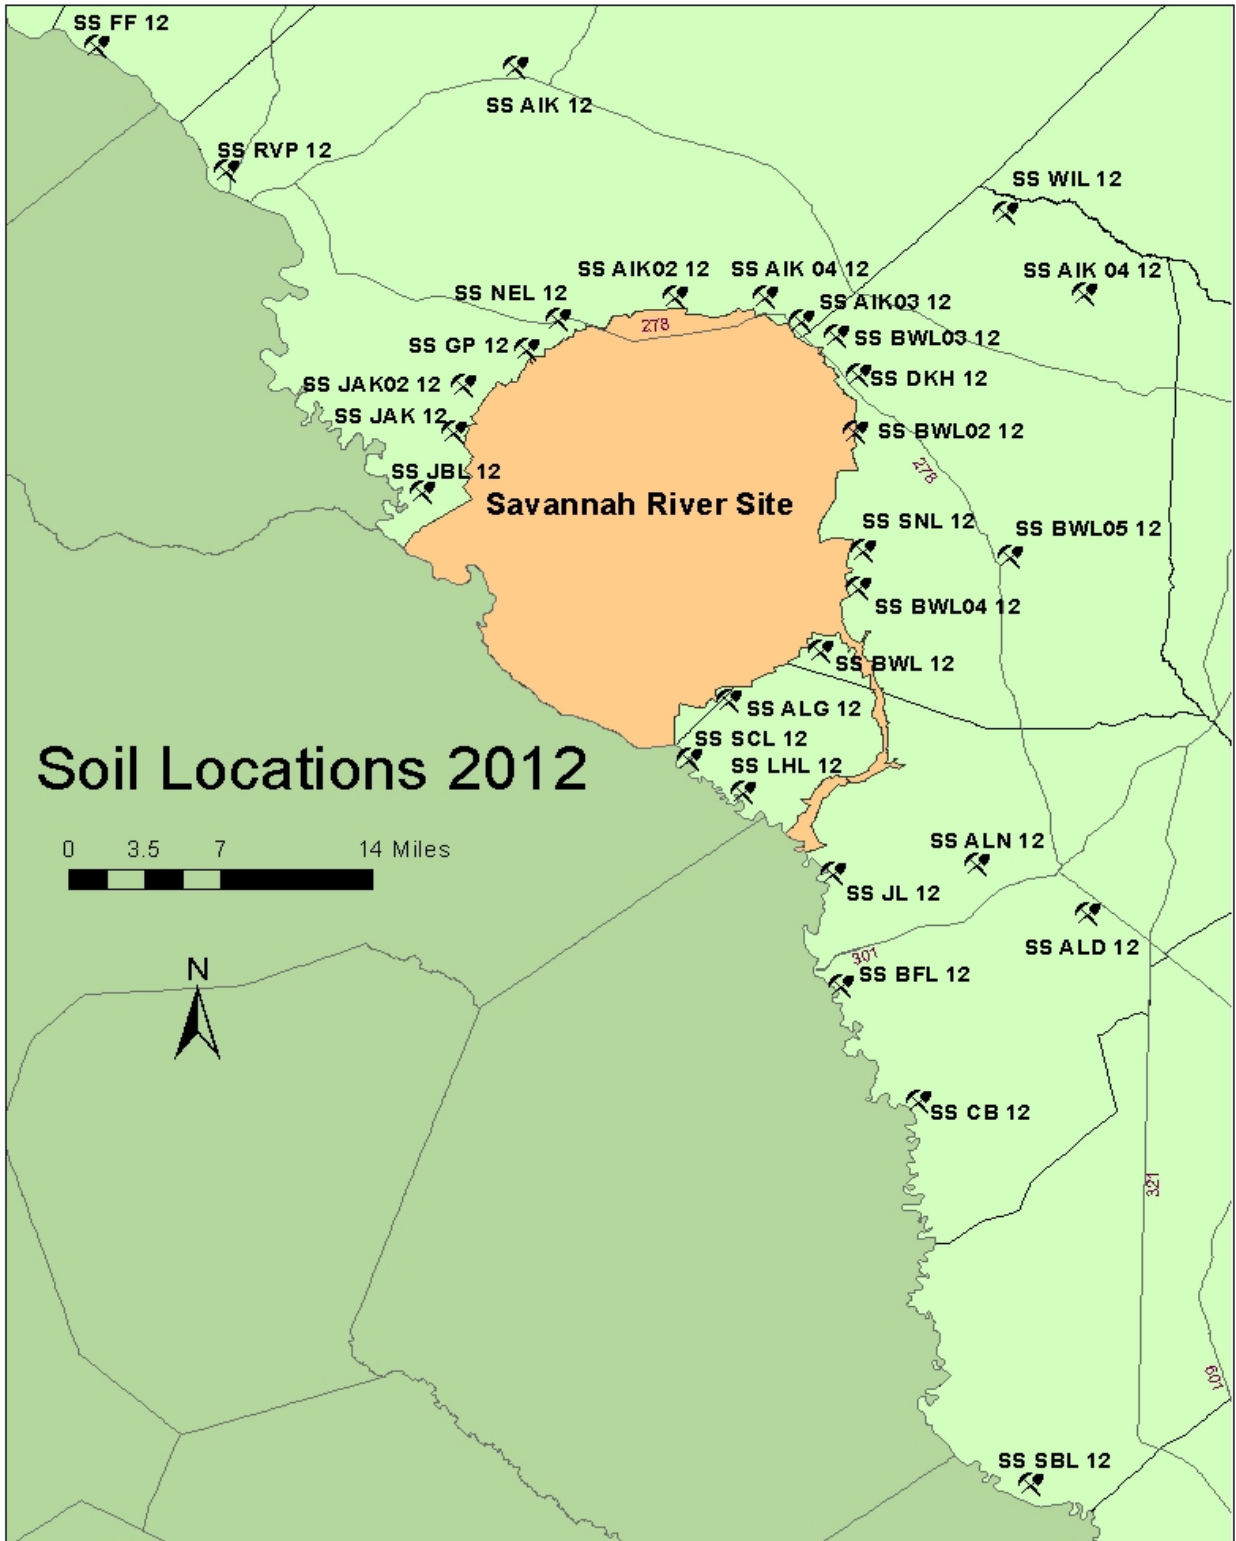 SS FF 12
SS AIK 12
SS RVP 12
SS WIL 12
SS AIK02 12
SS AIK 04 12
SS AIK 04 12
SS NEL 12
SS AIK03 12
278
SS BWL03 12
SS GP 12
SS JAK02 12
SS DKH 12
SS JAK 12
SS BWL02 12
SS JBL 12
278
Savannah River Site
SS SNL 12
SS BWL05 12
SS BWL04 12
SS BWL 12
SS ALG 12
SS SCL 12
Soil Locations 2012
SS LHL 12
0 3.5 7 14 Miles
SS ALN 12
SS JL 12
SS ALD 12
301
N
SS BFL 12
SS CB 12
321
601
SS SBL 12